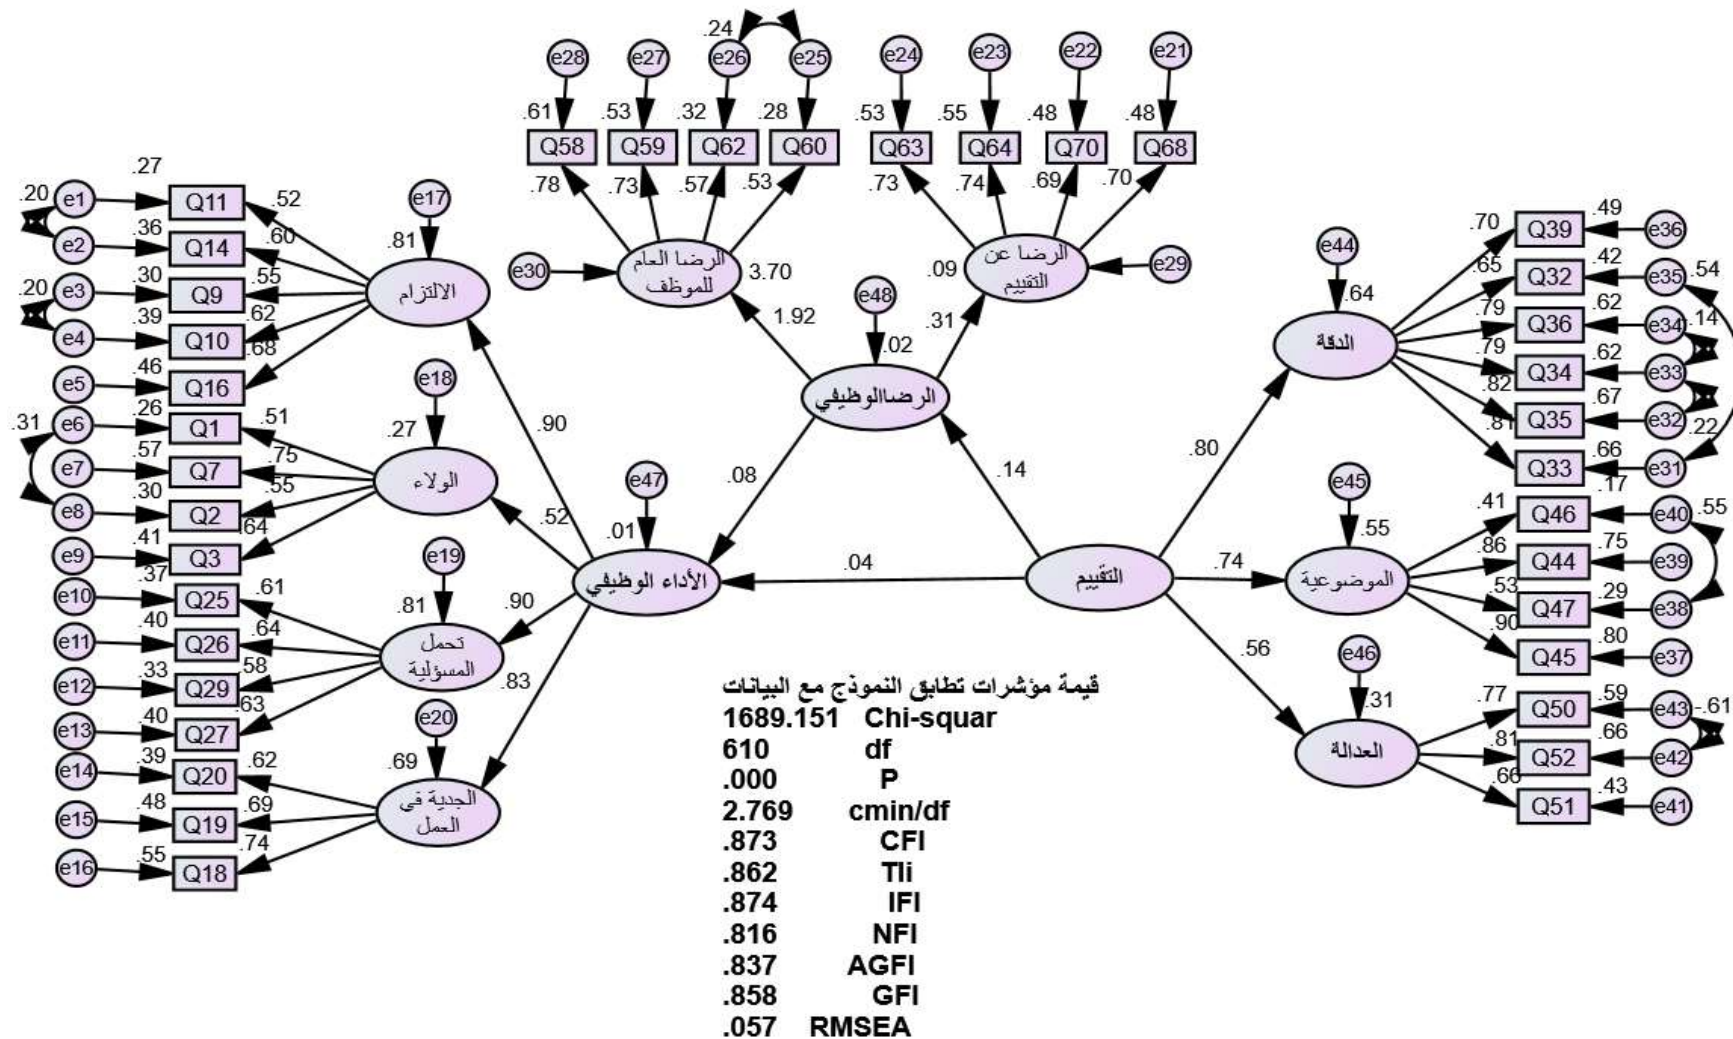 .24
e28 e27 e26 e25 e24 e23 e22 e21
.61 .53 .32 .28 .53 .55 .48 .48
Q58 Q59 Q62 Q60 Q63 Q64 Q70 Q68
.78 .73 .57 .53 .73 .74 .69 .70
e30 الرضا العام للموظف 3.70
.09 الرضا عن التقييم e29
1.92 e48 .31
.02
الرضاالوظيفي
.20 e1 .27 Q11 .52
e2 .36 Q14 .60
.20 e3 .30 Q9 .55
e4 .39 Q10 .62
e5 .46 Q16 .68
e17
.81
الالتزام
.31 e6 .26 Q1 .51
e7 .57 Q7 .75
e8 .30 Q2 .55
e9 .41 Q3 .64
e18
.27
الولاء
e10 .37 Q25 .61
e11 .40 Q26 .64
e12 .33 Q29 .58
e13 .40 Q27 .63
e19
.81
تحمل
المسؤلية
e14 .39 Q20 .62
e15 .48 Q19 .69
e16 .55 Q18 .74
e20
.69
الجدية في
العمل
.90
.52
.90
.83
e47
.01
الأداء الوظيفي
.08
.04
.14
التقييم
.80
.74
.56
e44
.64
الدقة
.70 Q39 .49 e36
.65 Q32 .42 e35 .54
.79 Q36 .62 e34 -.14
.79 Q34 .62 e33
.82 Q35 .67 e32 .22
.81 Q33 .66 e31
e45
.55
الموضوعية
.41 Q46 .17 e40 .55
.86 Q44 .75 e39
.53 Q47 .29 e38
.90 Q45 .80 e37
e46
.31
العدالة
.77 Q50 .59 e43 -.61
.81 Q52 .66 e42
.66 Q51 .43 e41
قيمة مؤشرات تطابق النموذج مع البيانات
1689.151 Chi-squar
610 df
.000 P
2.769 cmin/df
.873 CFI
.862 Tli
.874 IFI
.816 NFI
.837 AGFI
.858 GFI
.057 RMSEA